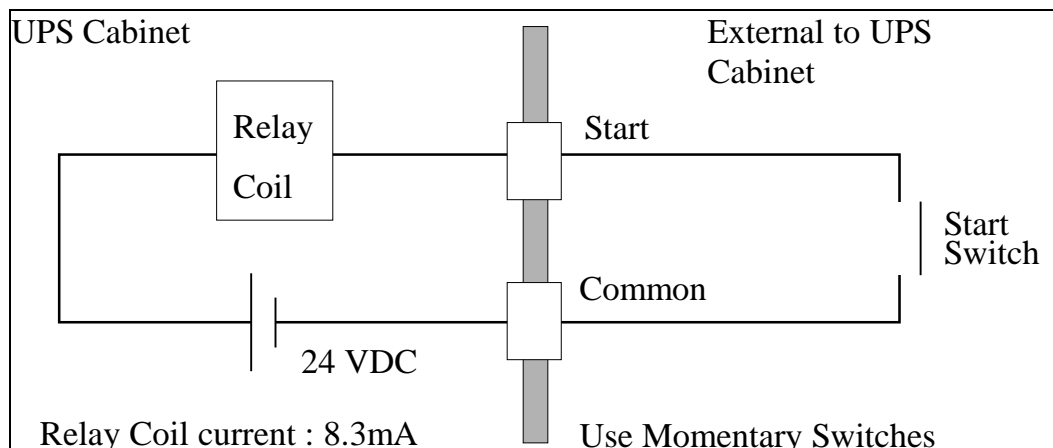 UPS Cabinet
External to UPS
Cabinet
Relay
Coil
Start
Start
Switch
Common
24 VDC
Relay Coil current : 8.3mA
Use Momentary Switches